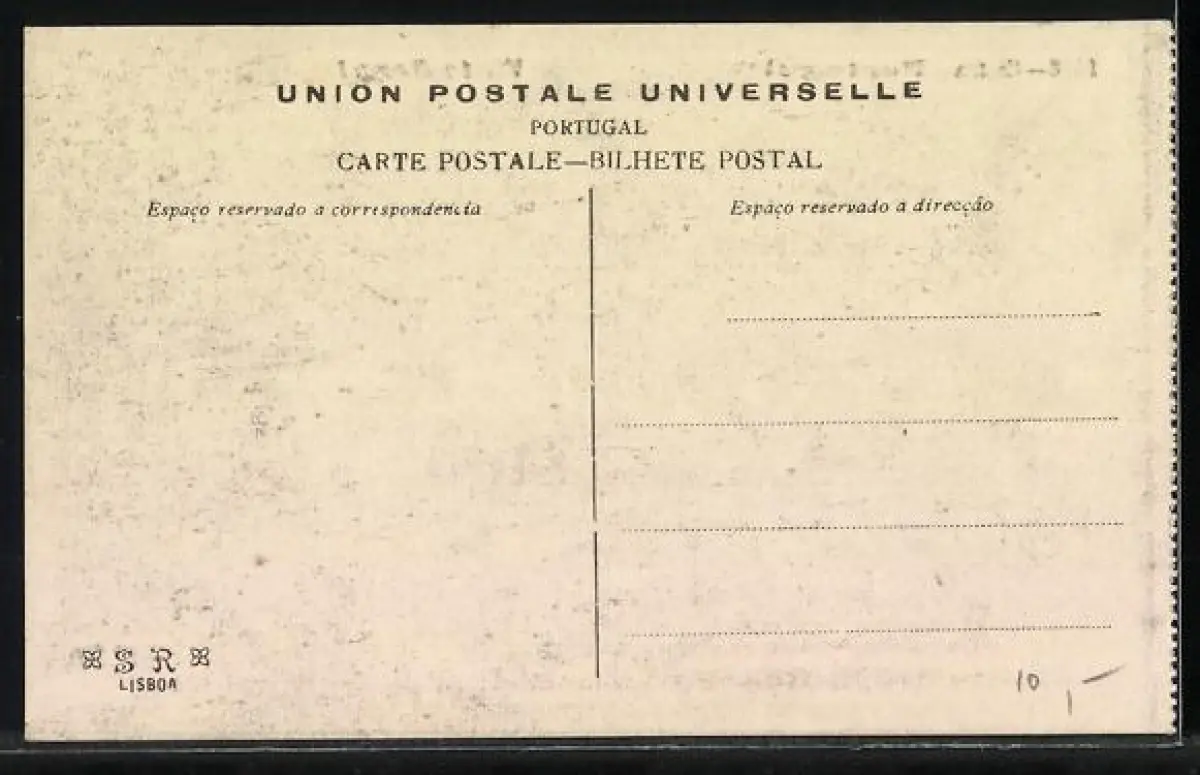 UNION POSTALE UNIVERSELLE
PORTUGAL
CARTE POSTALE—BILHETE POSTAL
Espaço reservado a correspondencia
Espaço reservado a direcção
S R
LISBOA
10